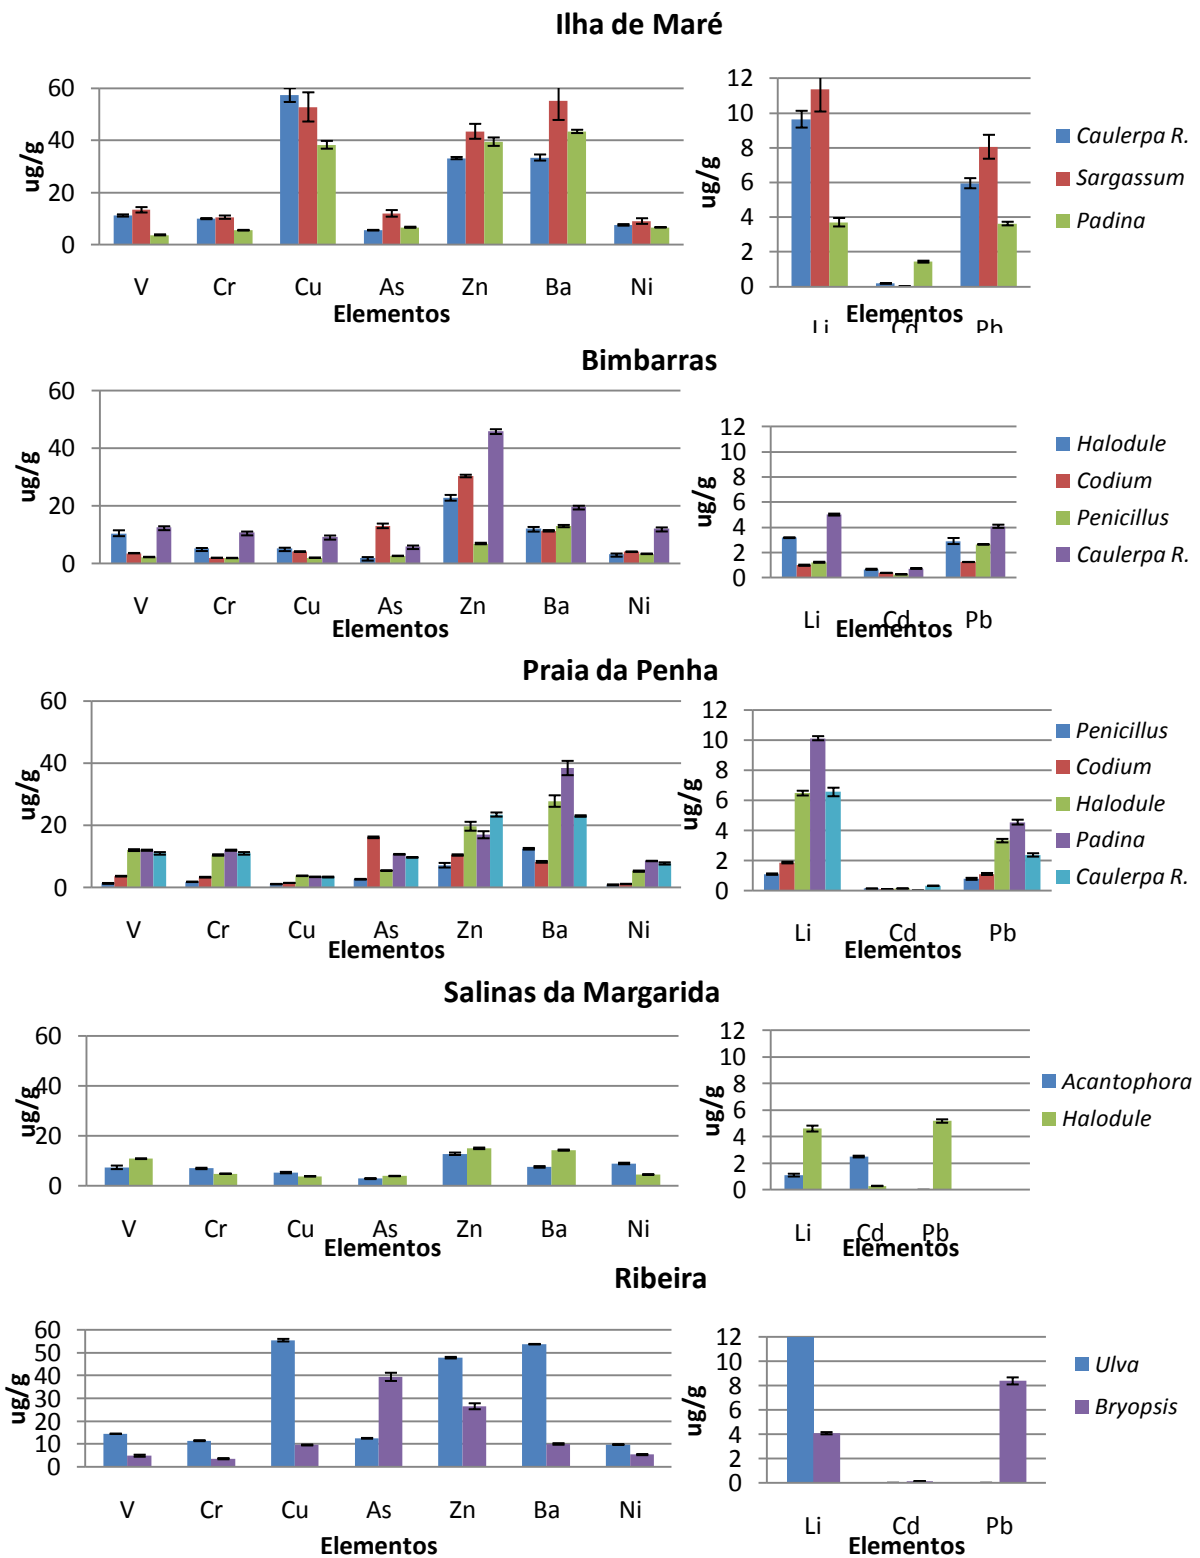 Ilha de Maré
60
40
20
0
ug/g
V Cr Cu As Zn Ba Ni
Elementos
12
10
8
6
4
2
0
ug/g
Li Cd Pb
Elementos
Caulerpa R.
Sargassum
Padina
Bimbarras
60
40
20
0
ug/g
V Cr Cu As Zn Ba Ni
Elementos
12
10
8
6
4
2
0
ug/g
Li Cd Pb
Elementos
Halodule
Codium
Penicillus
Caulerpa R.
Praia da Penha
60
40
20
0
ug/g
V Cr Cu As Zn Ba Ni
Elementos
12
10
8
6
4
2
0
ug/g
Li Cd Pb
Elementos
Penicillus
Codium
Halodule
Padina
Caulerpa R.
Salinas da Margarida
60
40
20
0
ug/g
V Cr Cu As Zn Ba Ni
Elementos
12
10
8
6
4
2
0
ug/g
Li Cd Pb
Elementos
Acantophora
Halodule
Ribeira
60
50
40
30
20
10
0
ug/g
V Cr Cu As Zn Ba Ni
Elementos
12
10
8
6
4
2
0
ug/g
Li Cd Pb
Elementos
Ulva
Bryopsis